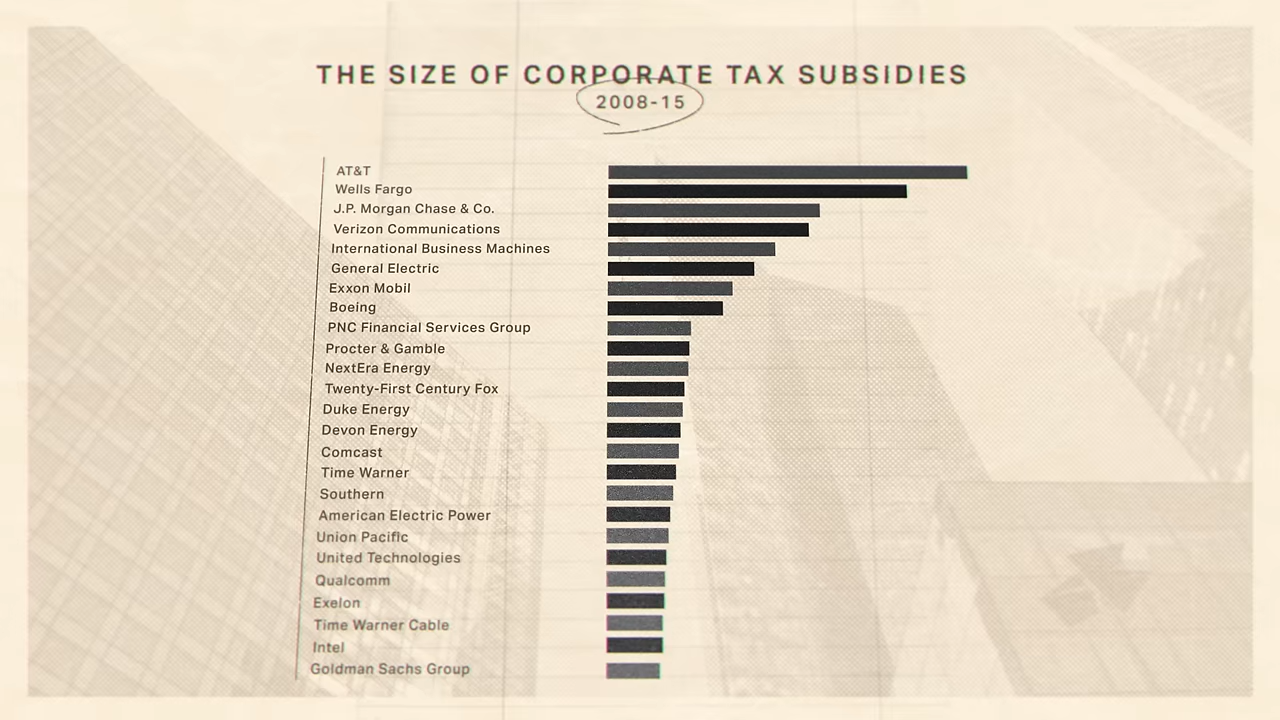 THE SIZE OF CORPORATE TAX SUBSIDIES
2008-15
AT&T
Wells Fargo
J.P. Morgan Chase & Co.
Verizon Communications
International Business Machines
General Electric
Exxon Mobil
Boeing
PNC Financial Services Group
Procter & Gamble
NextEra Energy
Twenty-First Century Fox
Duke Energy
Devon Energy
Comcast
Time Warner
Southern
American Electric Power
Union Pacific
United Technologies
Qualcomm
Exelon
Time Warner Cable
Intel
Goldman Sachs Group